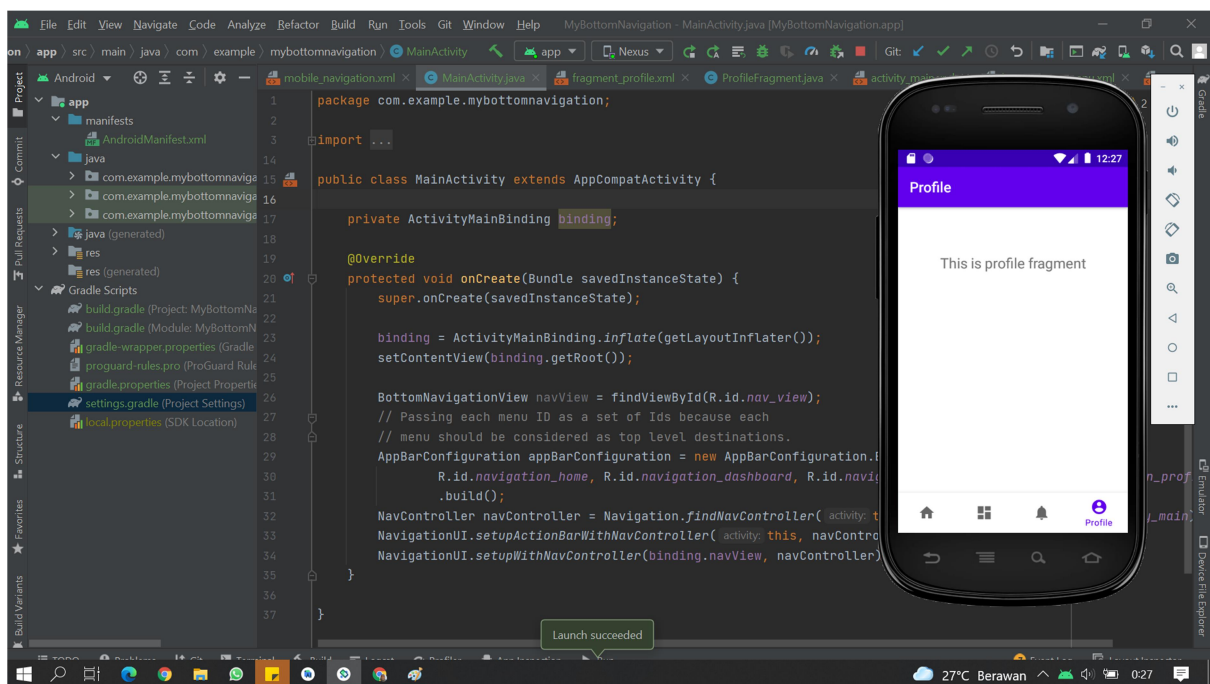 File Edit View Navigate Code Analyze Refactor Build Run Tools Git Window Help MyBottomNavigation - MainActivity.java [MyBottomNavigation.app]
on app src main java com example mybottomnavigation MainActivity app Nexus Git:
Android mobile_navigation.xml MainActivity.java fragment_profile.xml ProfileFragment.java
Project
Commit
Pull Requests
Resource Manager
Structure
Favorites
Build Variants
app
manifests
AndroidManifest.xml
java
com.example.mybottomnaviga
com.example.mybottomnaviga
com.example.mybottomnaviga
java (generated)
res
res (generated)
Gradle Scripts
build.gradle (Project: MyBottomNa
build.gradle (Module: MyBottomN
gradle-wrapper.properties (Gradle
proguard-rules.pro (ProGuard Rule
gradle.properties (Project Propertie
settings.gradle (Project Settings)
local.properties (SDK Location)
1 package com.example.mybottomnavigation;
2
3 import ...
14
15 public class MainActivity extends AppCompatActivity {
16
17 private ActivityMainBinding binding;
18
19 @Override
20 protected void onCreate(Bundle savedInstanceState) {
21 super.onCreate(savedInstanceState);
22
23 binding = ActivityMainBinding.inflate(getLayoutInflater());
24 setContentView(binding.getRoot());
25
26 BottomNavigationView navView = findViewById(R.id.nav_view);
27 // Passing each menu ID as a set of Ids because each
28 // menu should be considered as top level destinations.
29 AppBarConfiguration appBarConfiguration = new AppBarConfiguration.
30 R.id.navigation_home, R.id.navigation_dashboard, R.id.navig n_prof
31 .build();
32 NavController navController = Navigation.findNavController( activity: t _main)
33 NavigationUI.setupActionBarWithNavController( activity: this, navContro
34 NavigationUI.setupWithNavController(binding.navView, navController)
35 }
36
37 }
12:27
Profile
This is profile fragment
Profile
Gradle
Emulator
Device File Explorer
Launch succeeded
27°C Berawan 0:27